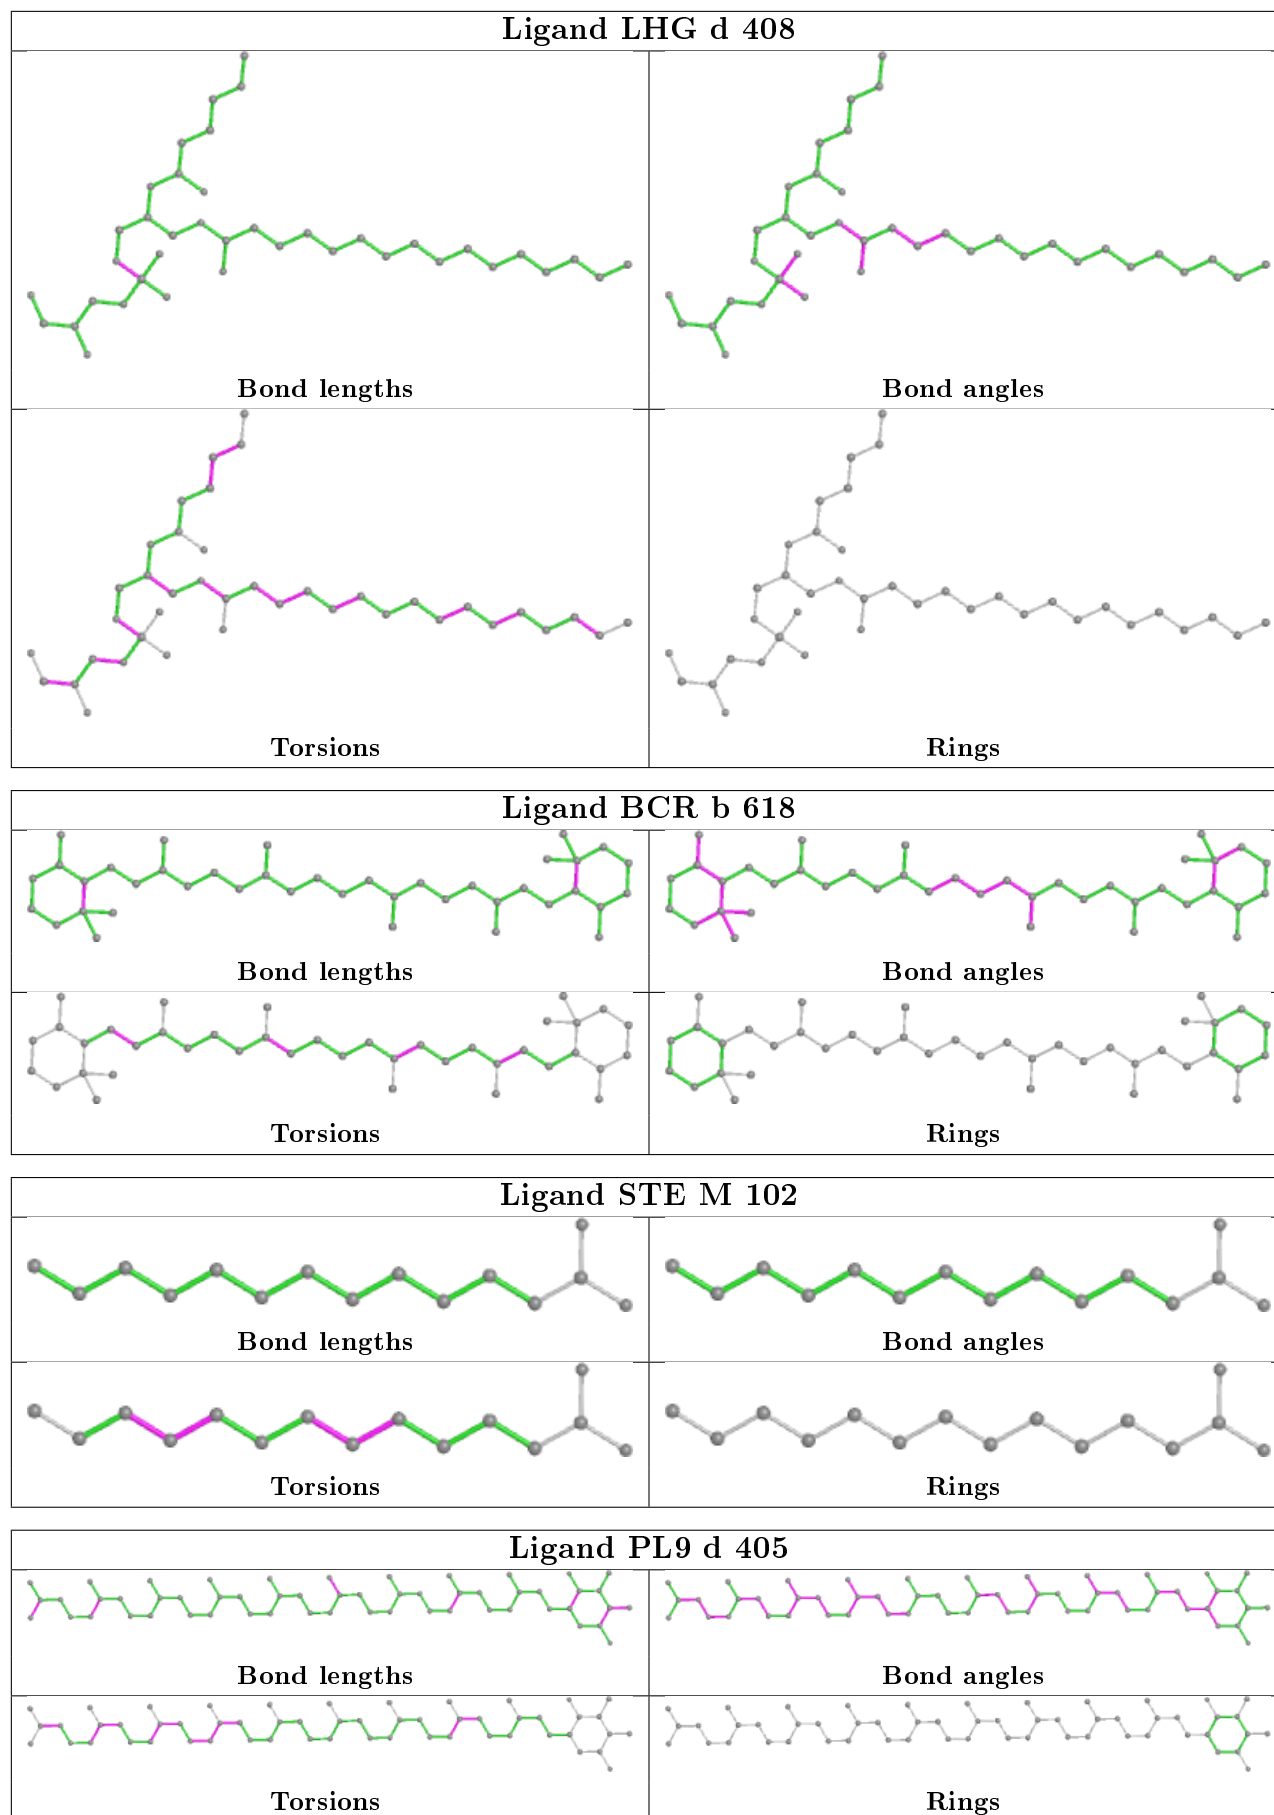 Ligand LHG d 408
Bond lengths
Bond angles
Torsions
Rings
Ligand BCR b 618
Bond lengths
Bond angles
Torsions
Rings
Ligand STE M 102
Bond lengths
Bond angles
Torsions
Rings
Ligand PL9 d 405
Bond lengths
Bond angles
Torsions
Rings